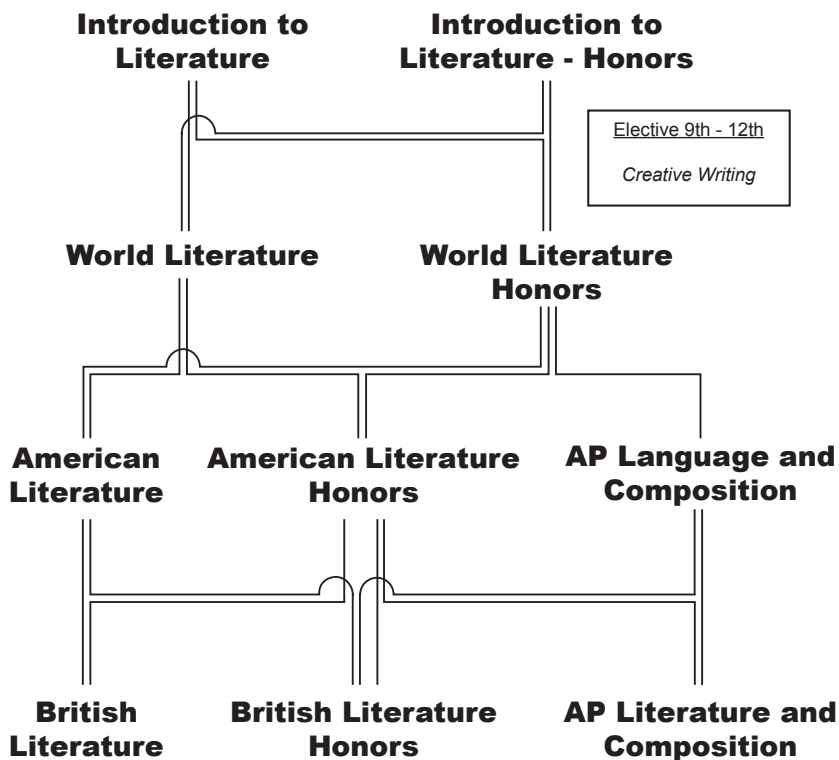 Introduction to
Literature
Introduction to
Literature - Honors
Elective 9th - 12th
Creative Writing
World Literature
World Literature
Honors
American
Literature
American Literature
Honors
AP Language and
Composition
British
Literature
British Literature
Honors
AP Literature and
Composition